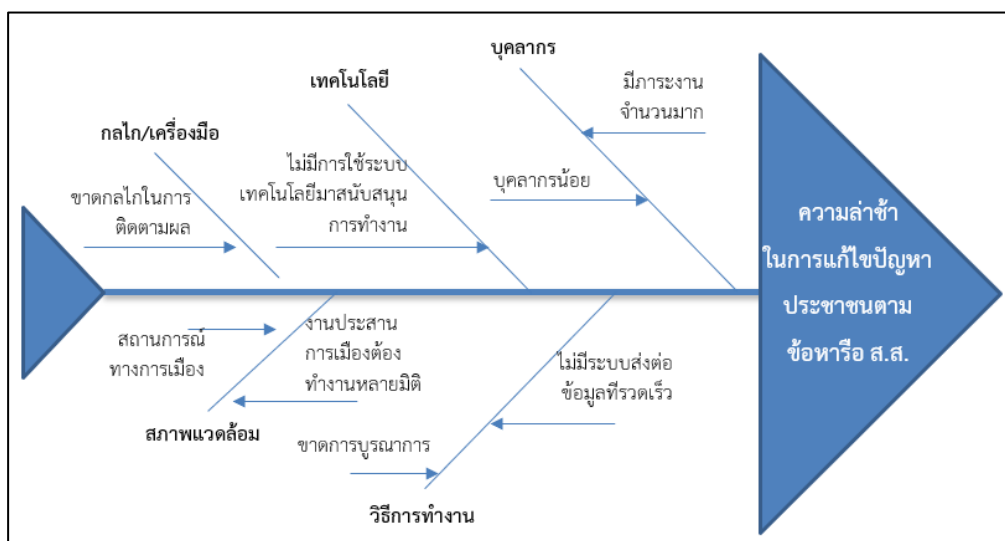 บุคลากร
มีภาระงาน
จำนวนมาก
บุคลากรน้อย
เทคโนโลยี
ไม่มีการใช้ระบบ
เทคโนโลยีมาสนับสนุน
การทำงาน
กลไก/เครื่องมือ
ขาดกลไกในการ
ติดตามผล
ความล่าช้า
ในการแก้ไขปัญหา
ประชาชนตาม
ข้อหารือ ส.ส.
สถานการณ์
ทางการเมือง
งานประสาน
การเมืองต้อง
ทำงานหลายมิติ
สภาพแวดล้อม
ไม่มีระบบส่งต่อ
ข้อมูลที่รวดเร็ว
ขาดการบูรณาการ
วิธีการทำงาน